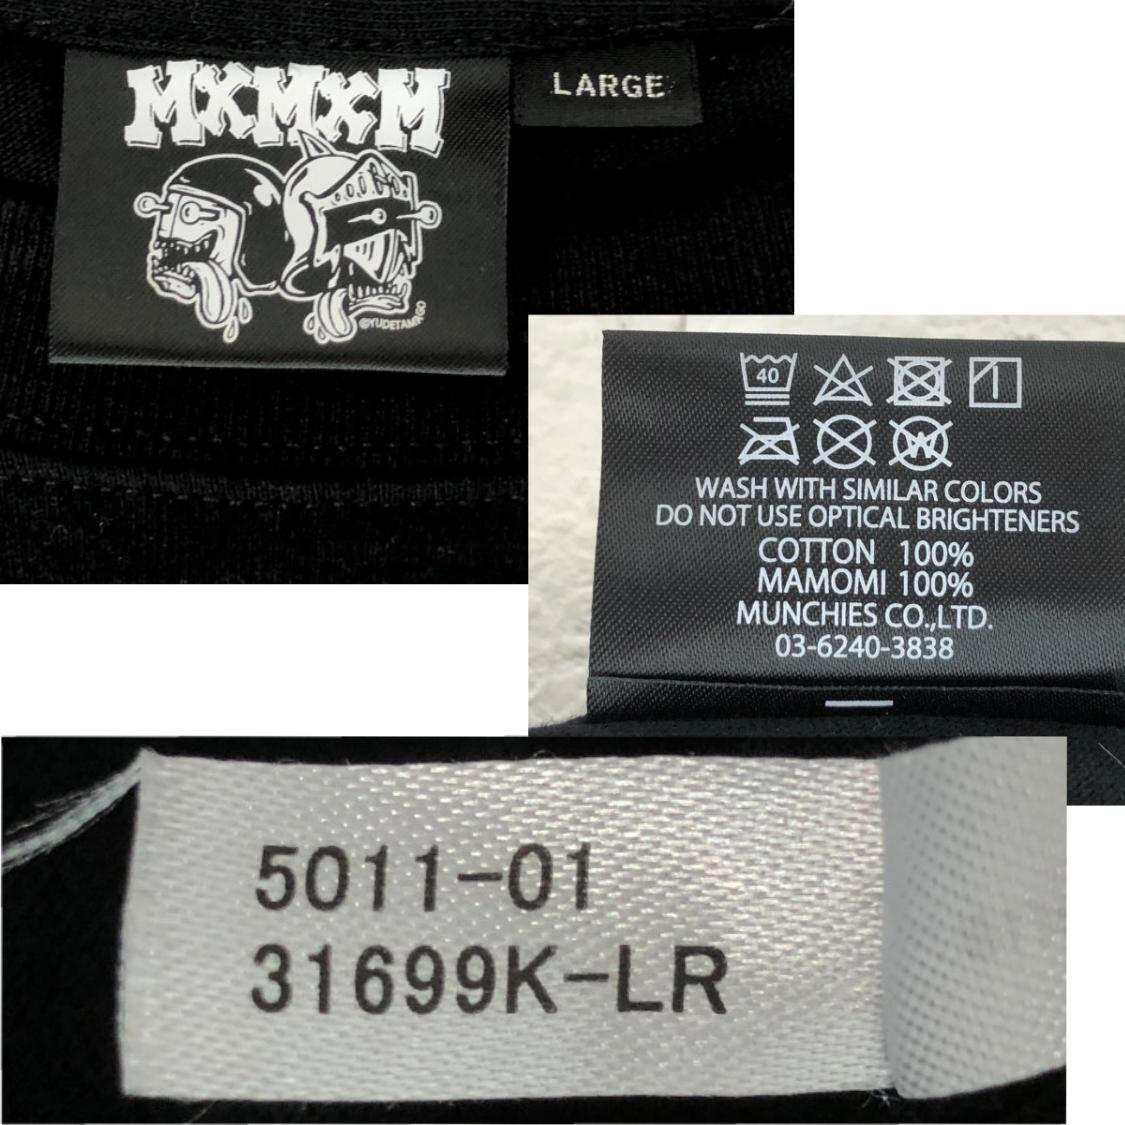 MXMXM
LARGE
©YUDETAMAGO
40
W
WASH WITH SIMILAR COLORS
DO NOT USE OPTICAL BRIGHTENERS
COTTON 100%
MAMOMI 100%
MUNCHIES CO.,LTD.
03-6240-3838
5011-01
31699K-LR